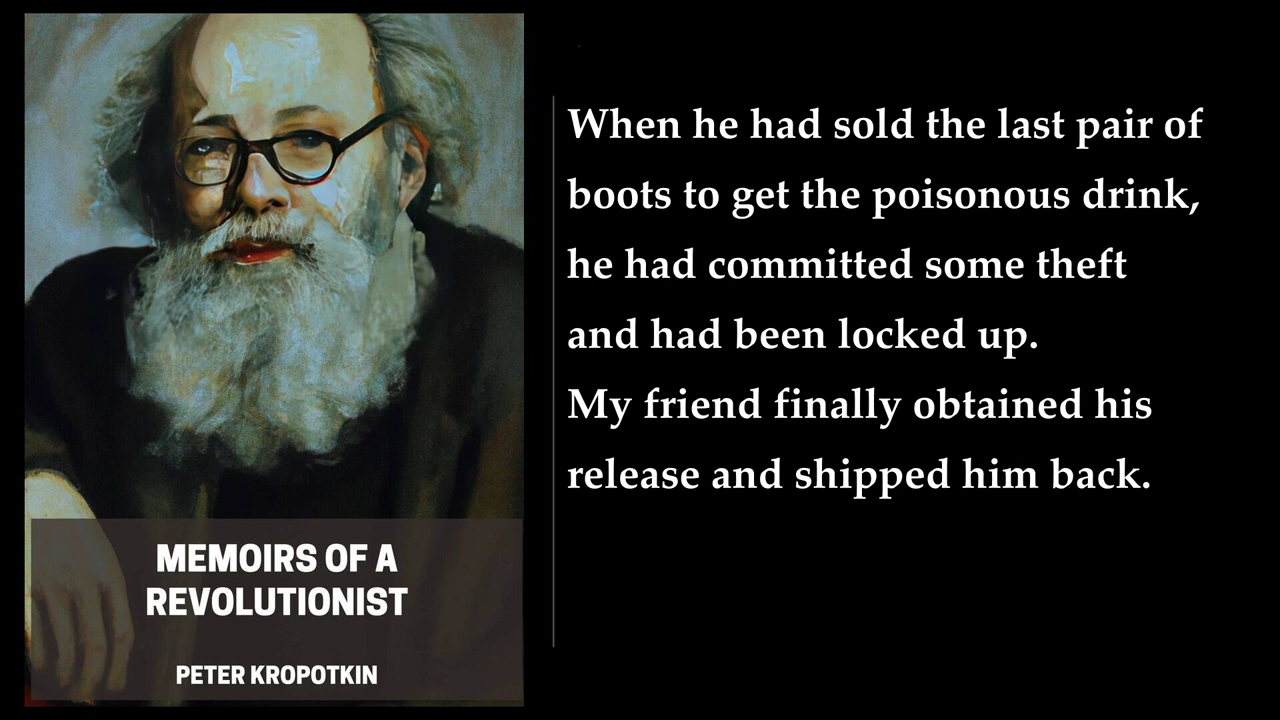 When he had sold the last pair of
boots to get the poisonous drink,
he had committed some theft
and had been locked up.
My friend finally obtained his
release and shipped him back.
MEMOIRS OF A
REVOLUTIONIST
PETER KROPOTKIN